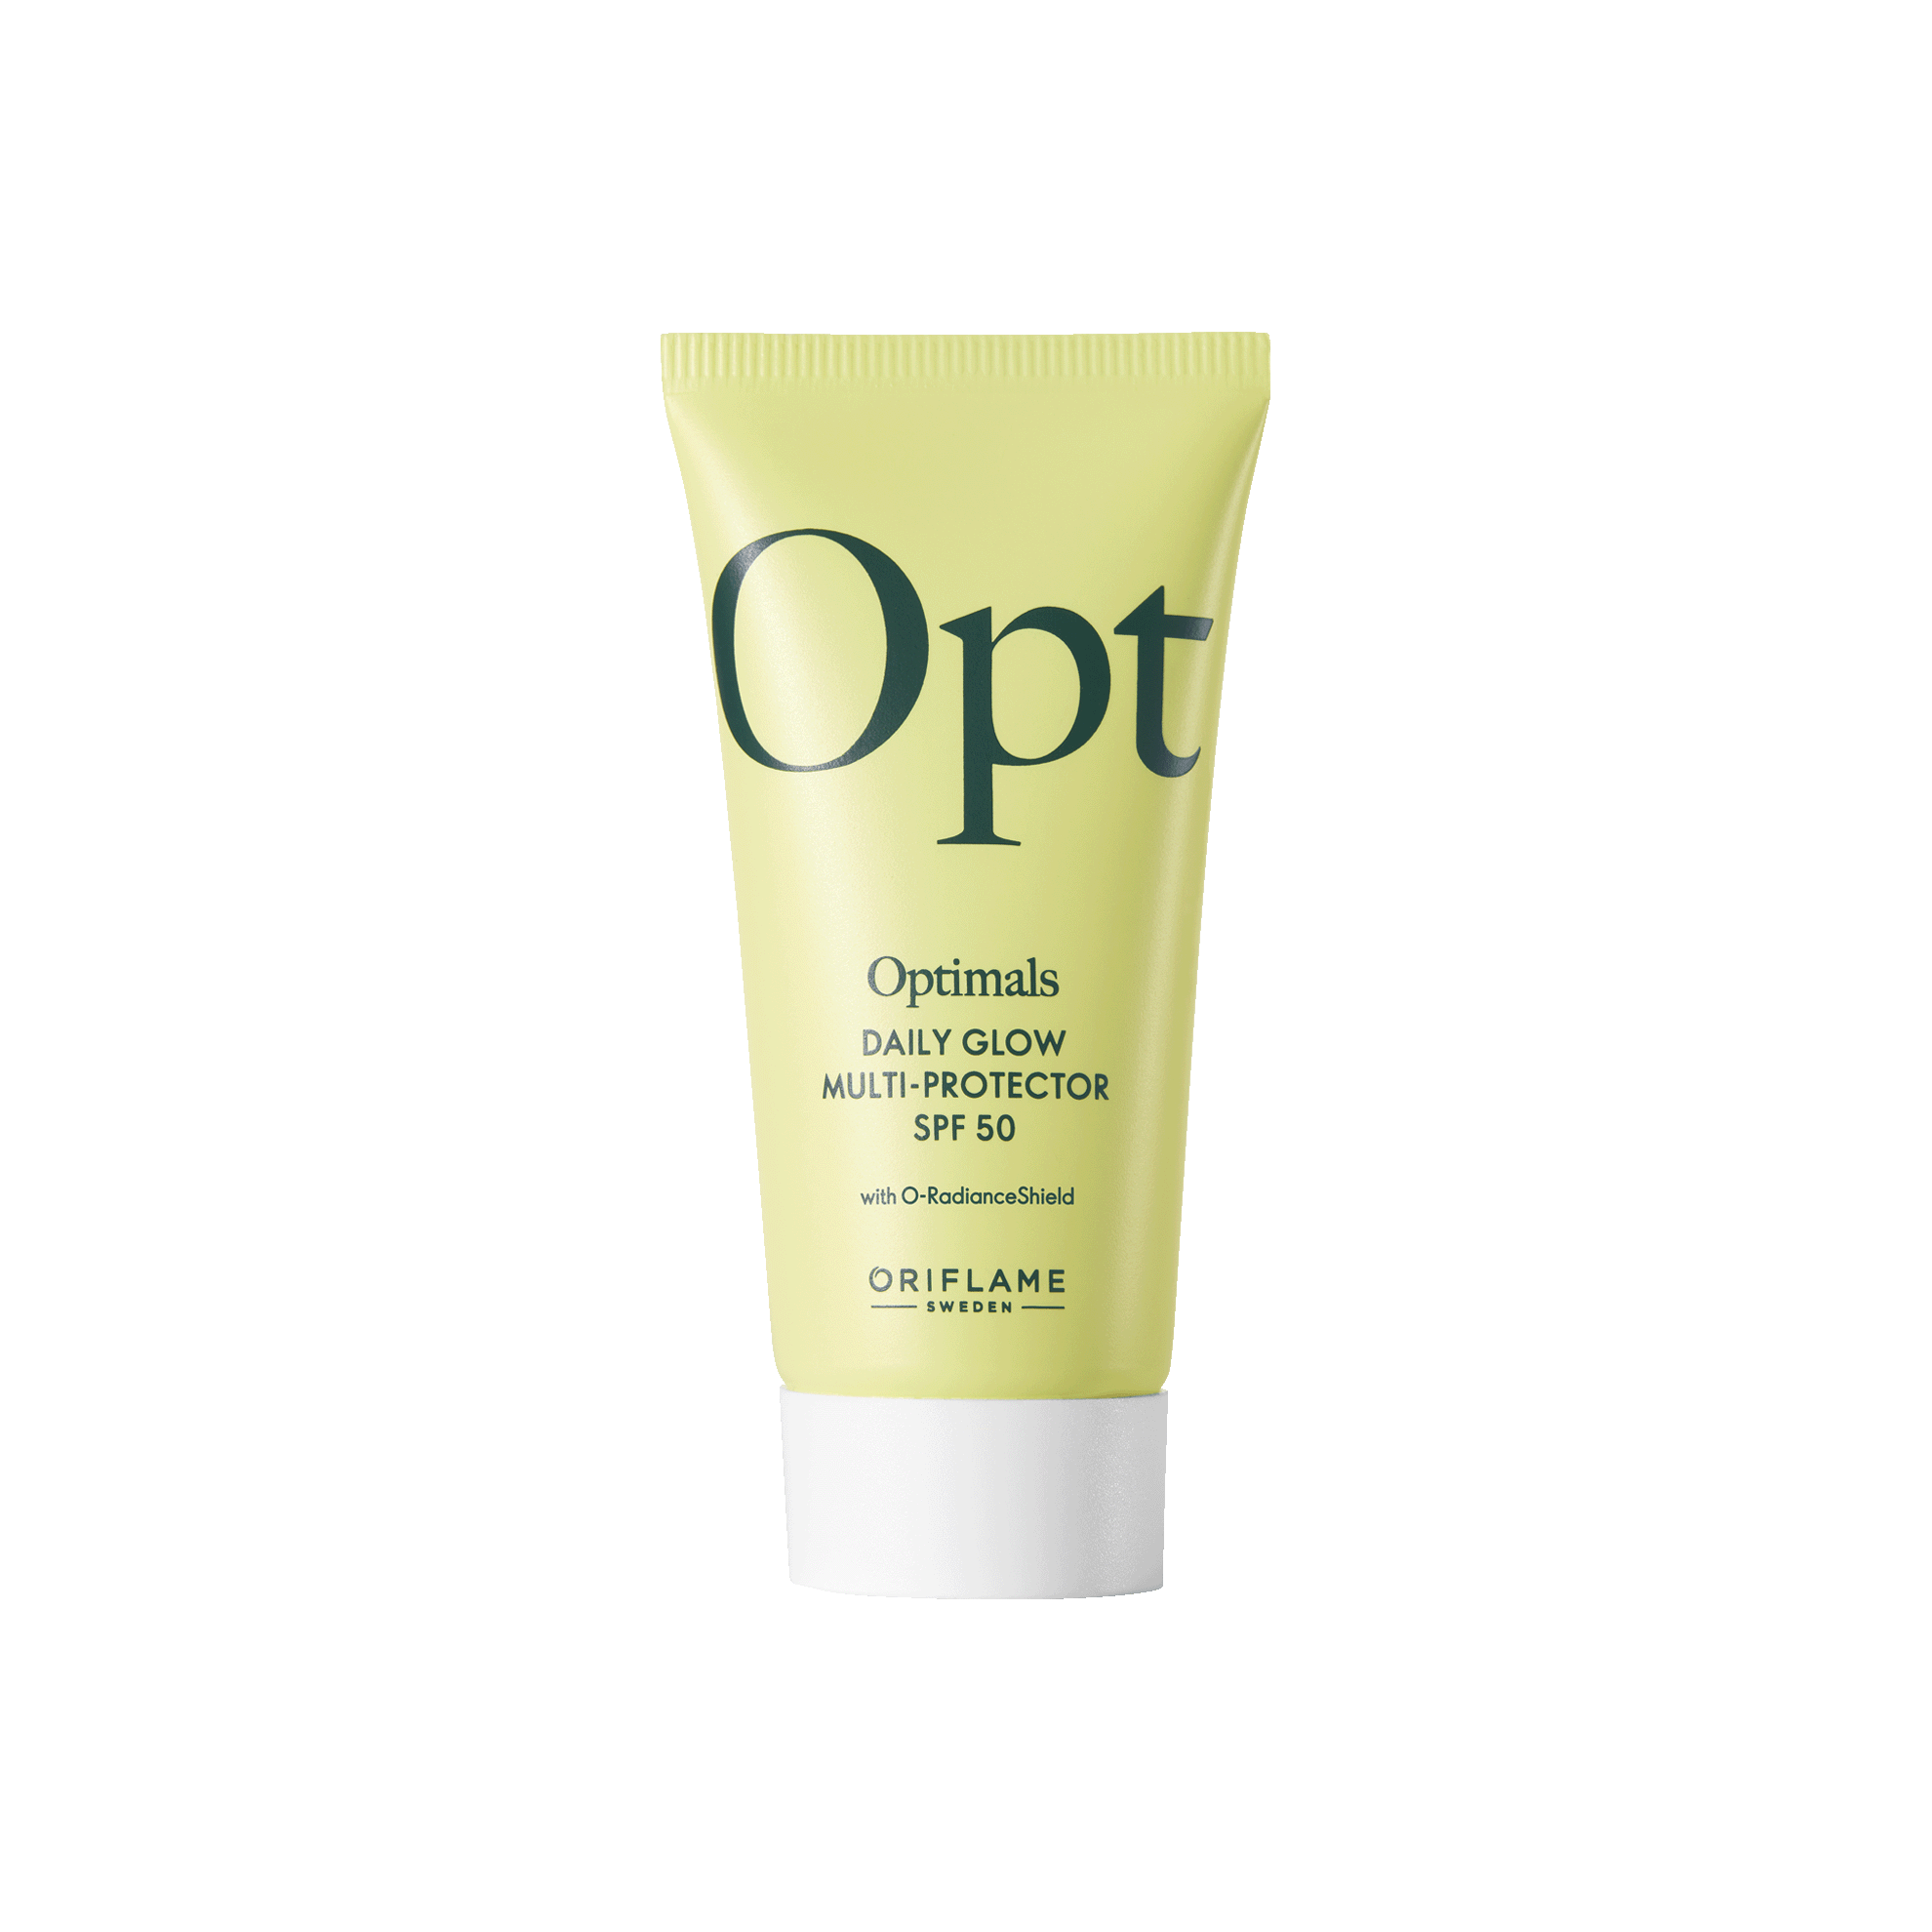 Opt
Optimals
DAILY GLOW
MULTI-PROTECTOR
SPF 50
with O-RadianceShield
ORIFLAME
SWEDEN